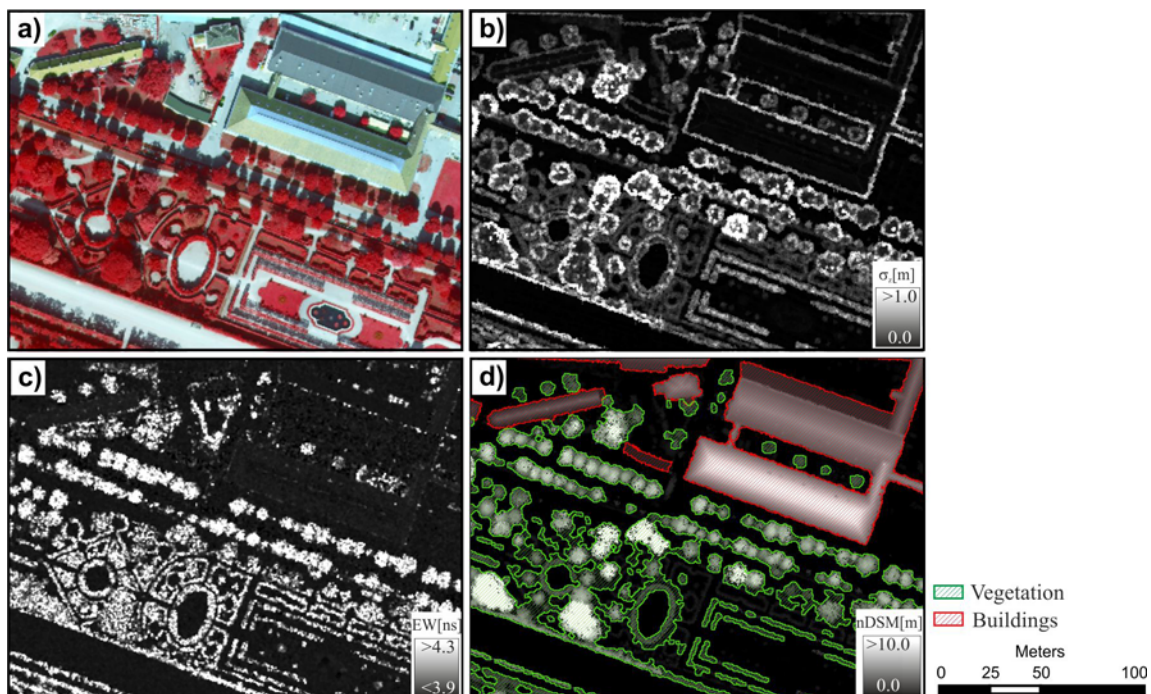 a)
b)
σz[m]
>1.0
0.0
c)
EW[ns]
>4.3
<3.9
d)
nDSM[m]
>10.0
0.0
Vegetation
Buildings
Meters
0 25 50 100